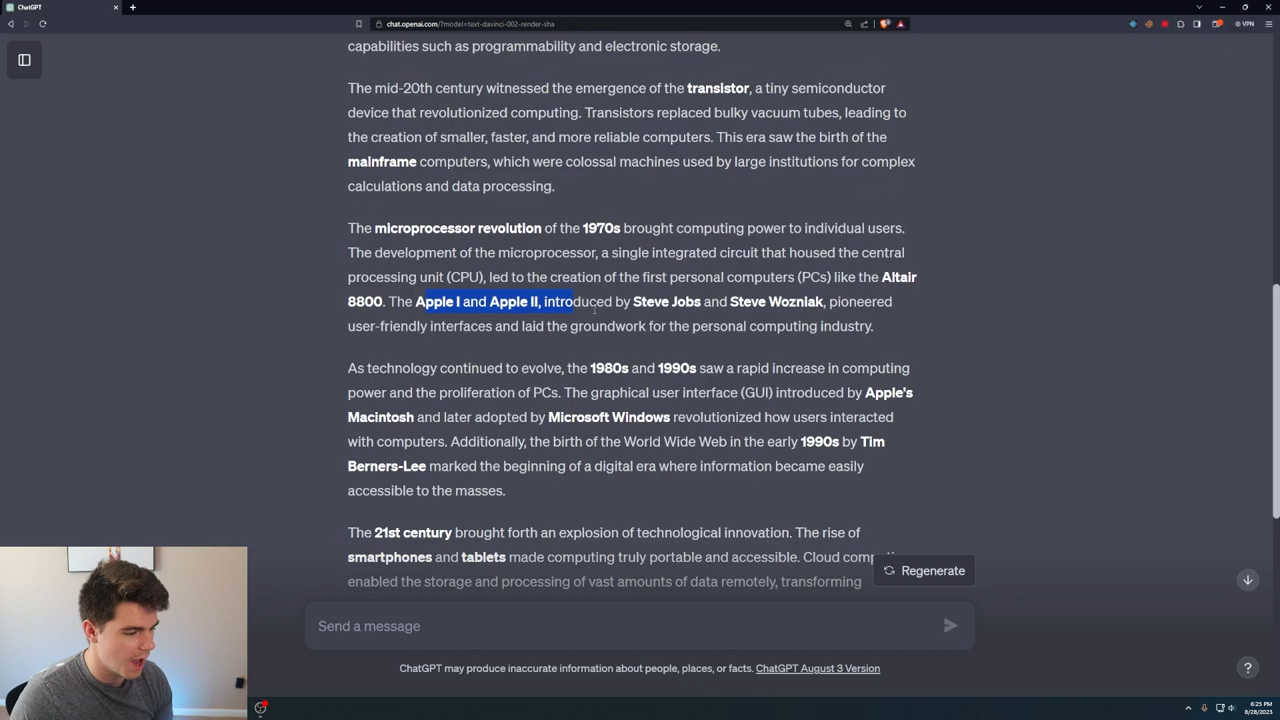 ChatGPT
chat.openai.com/?model=text-davinci-002-render-sha
VPN
capabilities such as programmability and electronic storage.
The mid-20th century witnessed the emergence of the transistor, a tiny semiconductor
device that revolutionized computing. Transistors replaced bulky vacuum tubes, leading to
the creation of smaller, faster, and more reliable computers. This era saw the birth of the
mainframe computers, which were colossal machines used by large institutions for complex
calculations and data processing.
The microprocessor revolution of the 1970s brought computing power to individual users.
The development of the microprocessor, a single integrated circuit that housed the central
processing unit (CPU), led to the creation of the first personal computers (PCs) like the Altair
8800. The Apple I and Apple II, introduced by Steve Jobs and Steve Wozniak, pioneered
user-friendly interfaces and laid the groundwork for the personal computing industry.
As technology continued to evolve, the 1980s and 1990s saw a rapid increase in computing
power and the proliferation of PCs. The graphical user interface (GUI) introduced by Apple's
Macintosh and later adopted by Microsoft Windows revolutionized how users interacted
with computers. Additionally, the birth of the World Wide Web in the early 1990s by Tim
Berners-Lee marked the beginning of a digital era where information became easily
accessible to the masses.
The 21st century brought forth an explosion of technological innovation. The rise of
smartphones and tablets made computing truly portable and accessible. Cloud
enabled the storage and processing of vast amounts of data remotely, transforming
Regenerate
Send a message
ChatGPT may produce inaccurate information about people, places, or facts. ChatGPT August 3 Version
?
6:25 PM
8/28/2023